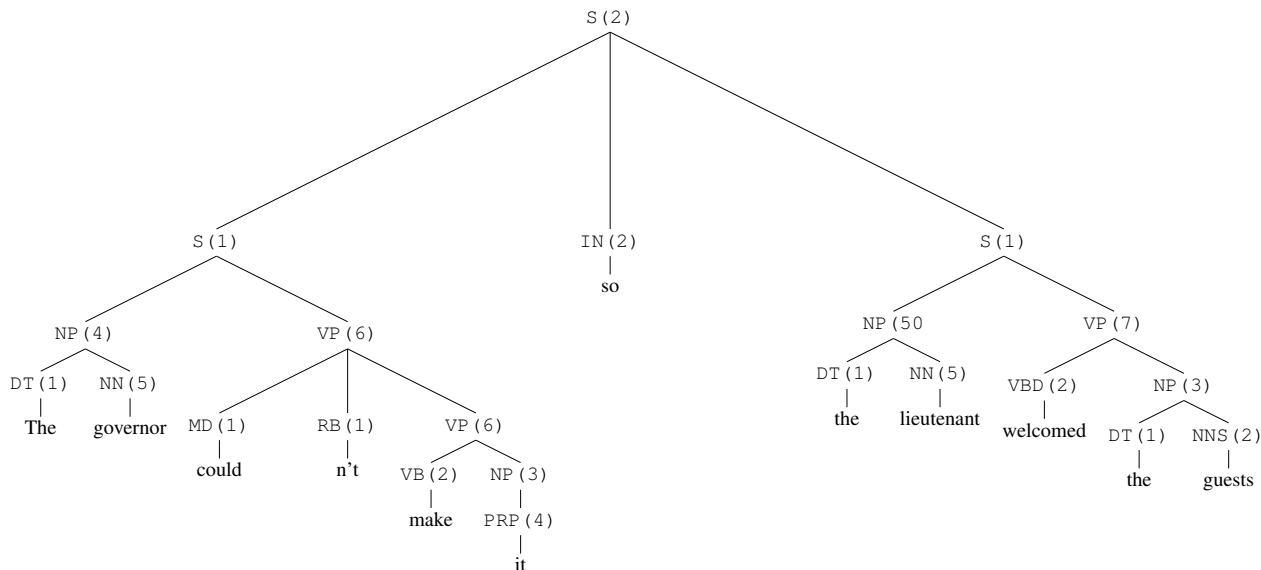 S(2)
S(1) IN(2) S(1)
so
NP(4) VP(6) NP(50 VP(7)
DT(1) NN(5) DT(1) NN(5) VBD(2) NP(3)
The governor MD(1) RB(1) VP(6) the lieutenant welcomed DT(1) NNS(2)
could n't VB(2) NP(3) the guests
make PRP(4)
it